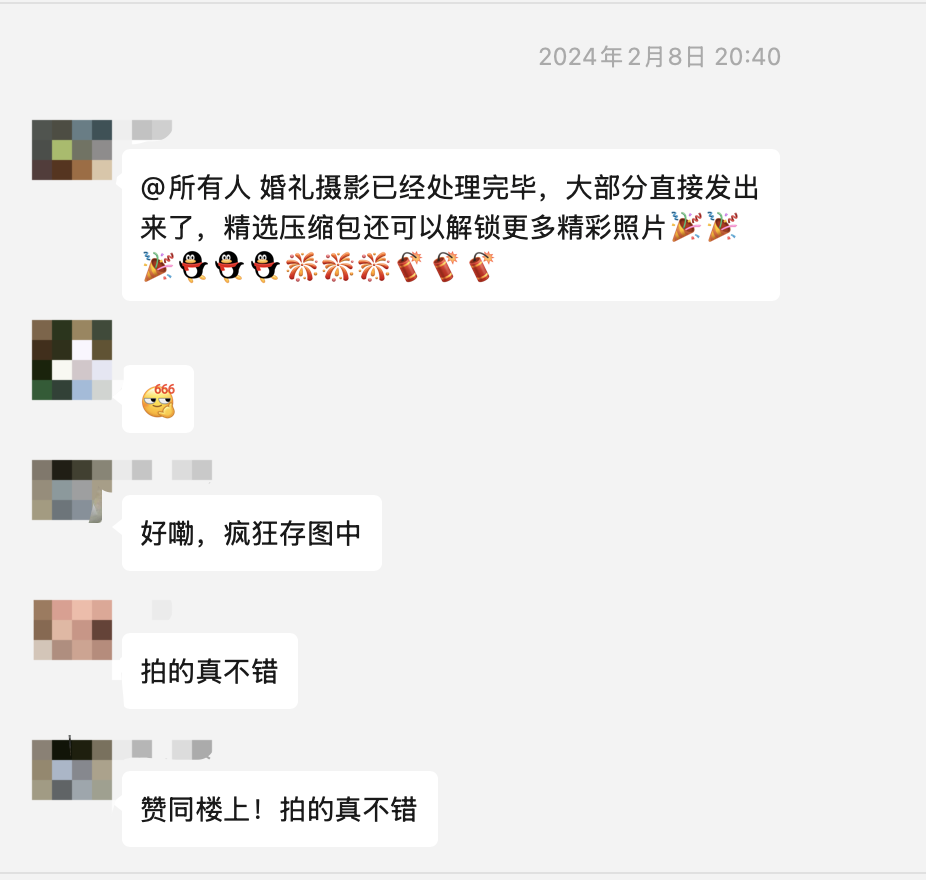 2024年2月8日 20:40
@所有人 婚礼摄影已经处理完毕，大部分直接发出
来了，精选压缩包还可以解锁更多精彩照片🎉🎉
🎉🐧🐧🐧🎆🎆🎆🧨🧨🧨
666
好嘞，疯狂存图中
拍的真不错
赞同楼上！拍的真不错